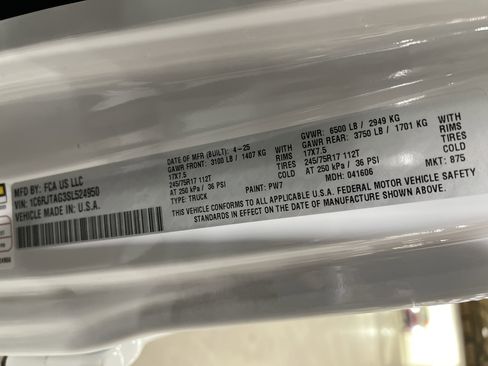 MFD BY: FCA US LLC
VIN: 1C6RJTAG3SL524950
VEHICLE MADE IN: U.S.A.
DATE OF MFR (BUILT): 4-25
GAWR FRONT: 3100 LB / 1407 KG WITH
17X7.5 RIMS
245/75R17 112T TIRES
AT 250 kPa / 36 PSI COLD
TYPE: TRUCK PAINT: PW7
GVWR: 6500 LB / 2949 KG
GAWR REAR: 3750 LB / 1701 KG WITH
17X7.5 RIMS
245/75R17 112T TIRES
AT 250 kPa / 36 PSI COLD
MDH: 041606 MKT: 875
THIS VEHICLE CONFORMS TO ALL APPLICABLE U.S.A. FEDERAL MOTOR VEHICLE SAFETY
STANDARDS IN EFFECT ON THE DATE OF MANUFACTURE SHOWN ABOVE.